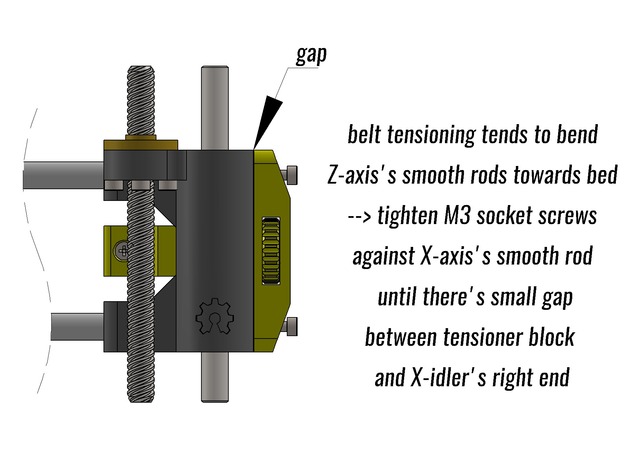 gap
belt tensioning tends to bend
Z-axis's smooth rods towards bed
--> tighten M3 socket screws
against X-axis's smooth rod
until there's small gap
between tensioner block
and X-idler's right end